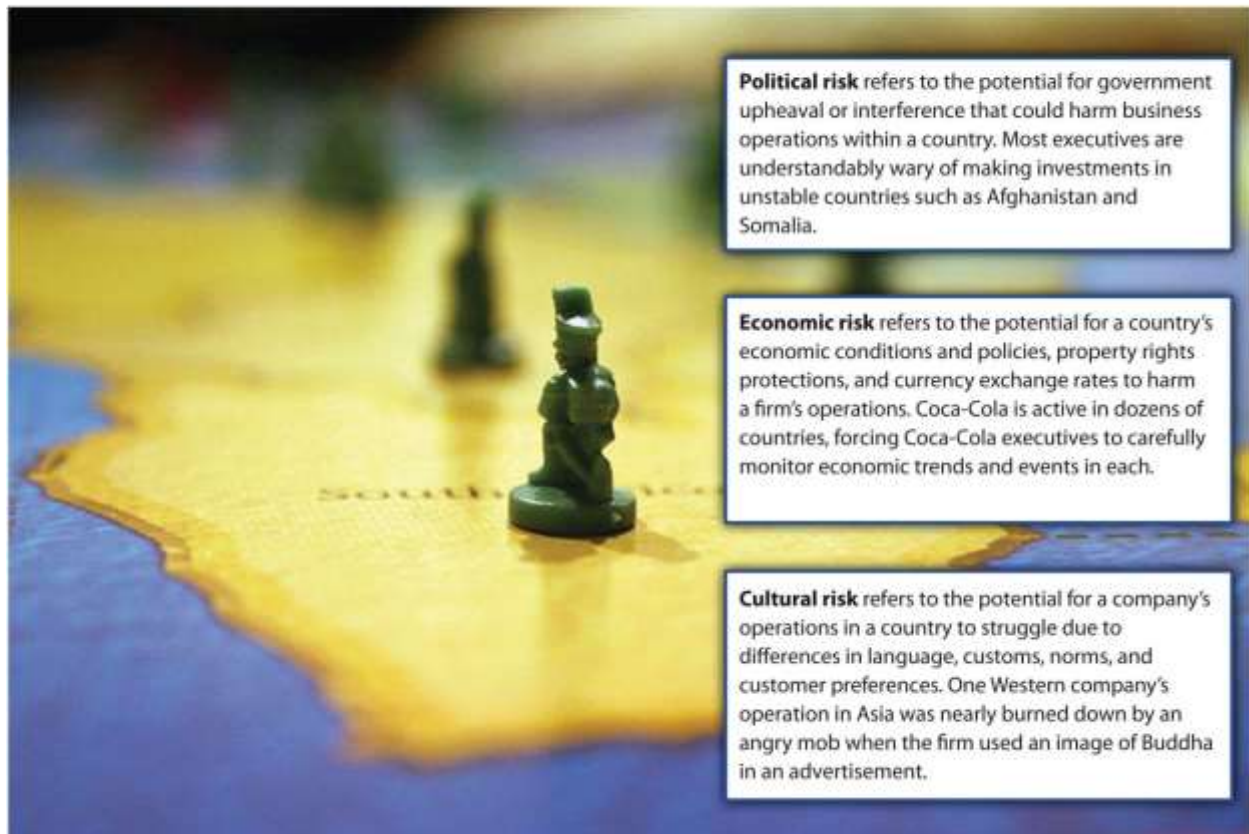 Political risk refers to the potential for government
upheaval or interference that could harm business
operations within a country. Most executives are
understandably wary of making investments in
unstable countries such as Afghanistan and
Somalia.
Economic risk refers to the potential for a country's
economic conditions and policies, property rights
protections, and currency exchange rates to harm
a firm's operations. Coca-Cola is active in dozens of
countries, forcing Coca-Cola executives to carefully
monitor economic trends and events in each.
Cultural risk refers to the potential for a company's
operations in a country to struggle due to
differences in language, customs, norms, and
customer preferences. One Western company's
operation in Asia was nearly burned down by an
angry mob when the firm used an image of Buddha
in an advertisement.